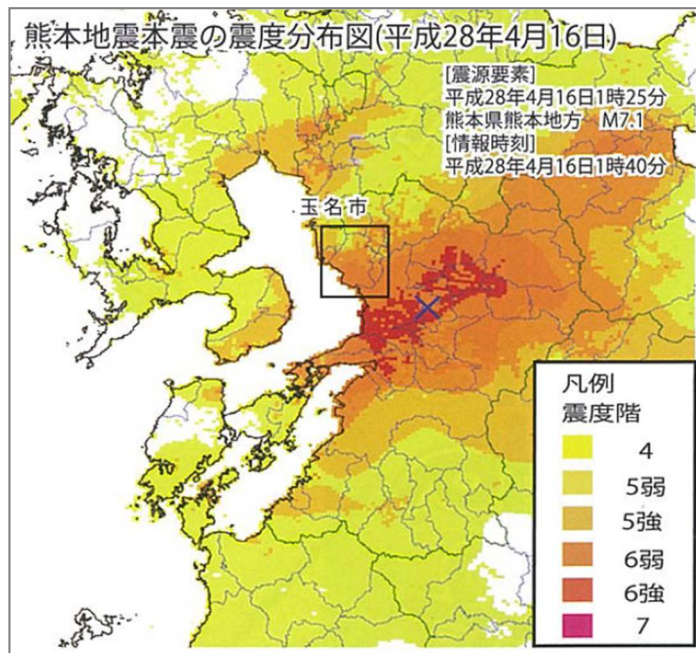 熊本地震本震の震度分布図(平成28年4月16日)
[震源要素]
平成28年4月16日1時25分
熊本県熊本地方　M7.1
[情報時刻]
平成28年4月16日1時40分
玉名市
凡例
震度階
4
5弱
5強
6弱
6強
7